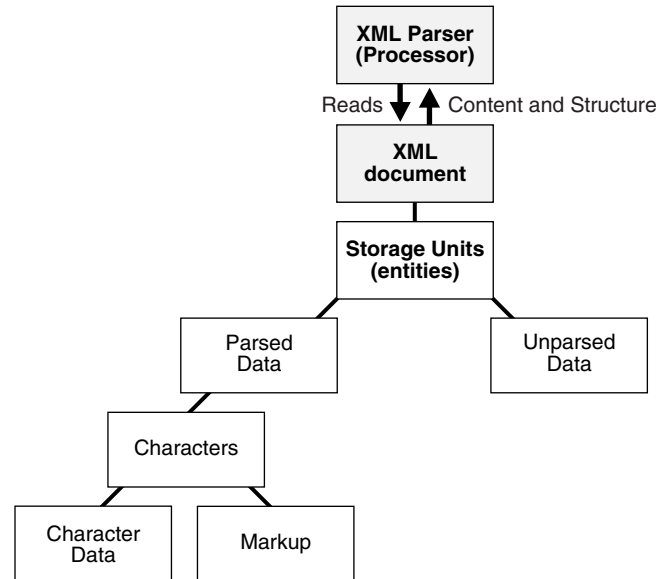 XML Parser
(Processor)
Reads
Content and Structure
XML
document
Storage Units
(entities)
Parsed
Data
Unparsed
Data
Characters
Character
Data
Markup